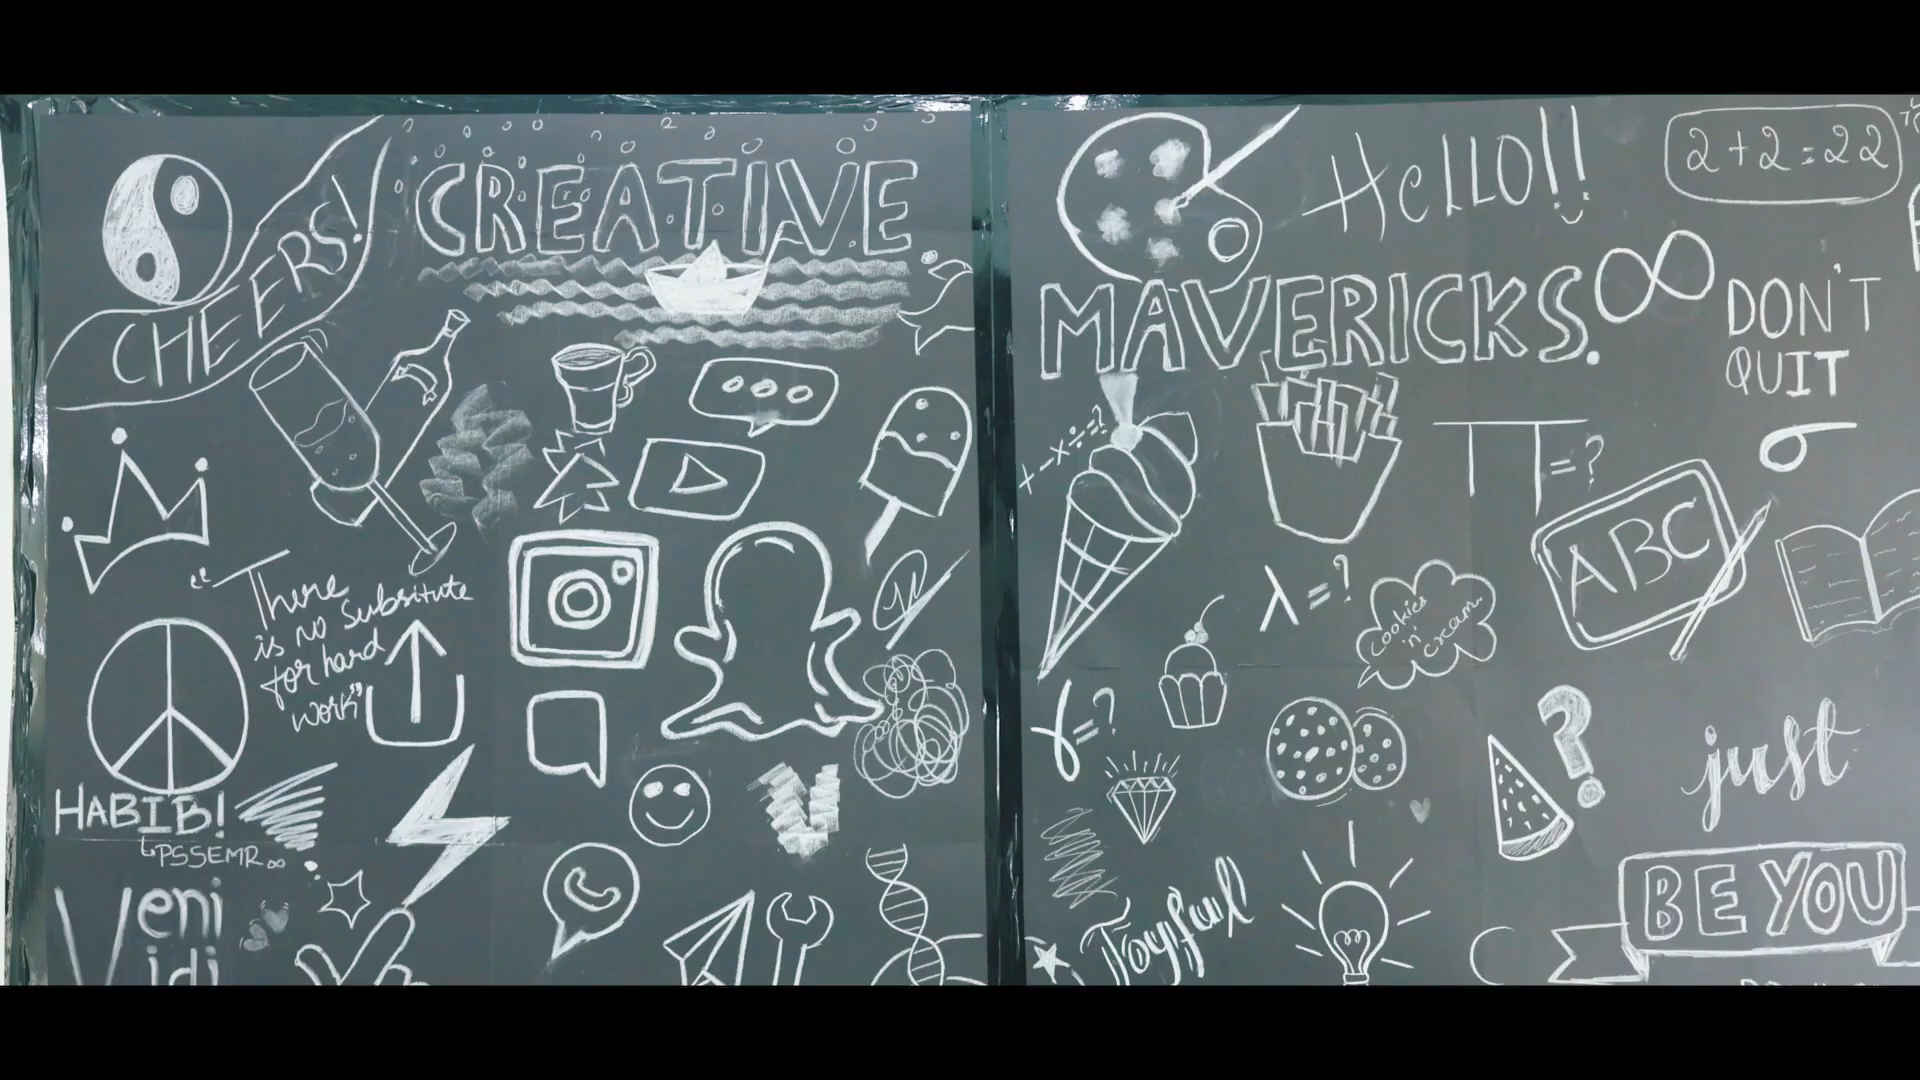 CREATIVE
CHEERS!
"There
is no Subsitute
for hard
work"
HABIB!
PSSEMR ∞
Veni
idi
HeLLO!!
2+2=22
MAVERICKS.
∞
DON'T
QUIT
+ - × ÷ = ?
π = ?
σ
ABC
λ = ?
cookies
'n'
cream
γ = ?
?
just
Joyful
BE YOU